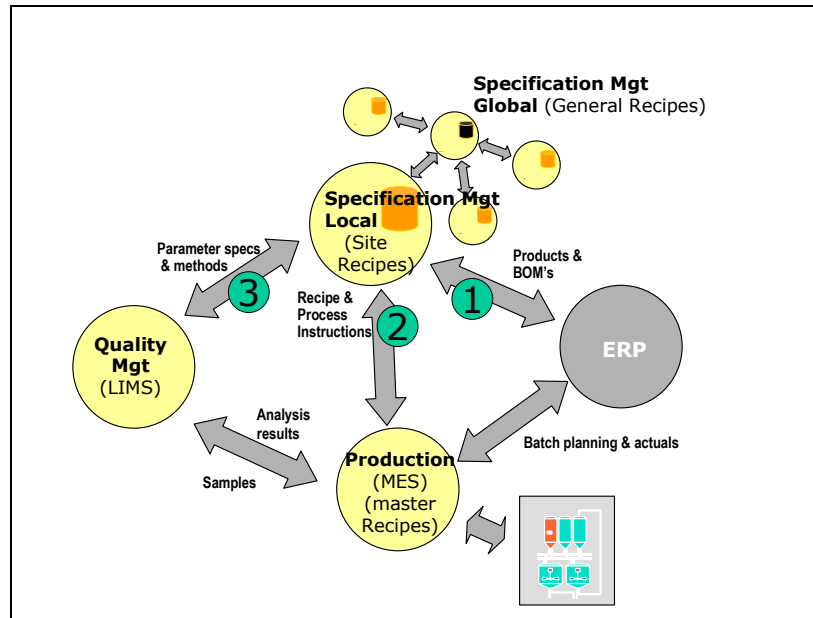 Specification Mgt
Global (General Recipes)
Specification Mgt
Local
(Site
Recipes)
Parameter specs
& methods
3
Recipe &
Process
Instructions
2
1
Products &
BOM's
ERP
Quality
Mgt
(LIMS)
Analysis
results
Samples
Production
(MES)
(master
Recipes)
Batch planning & actuals